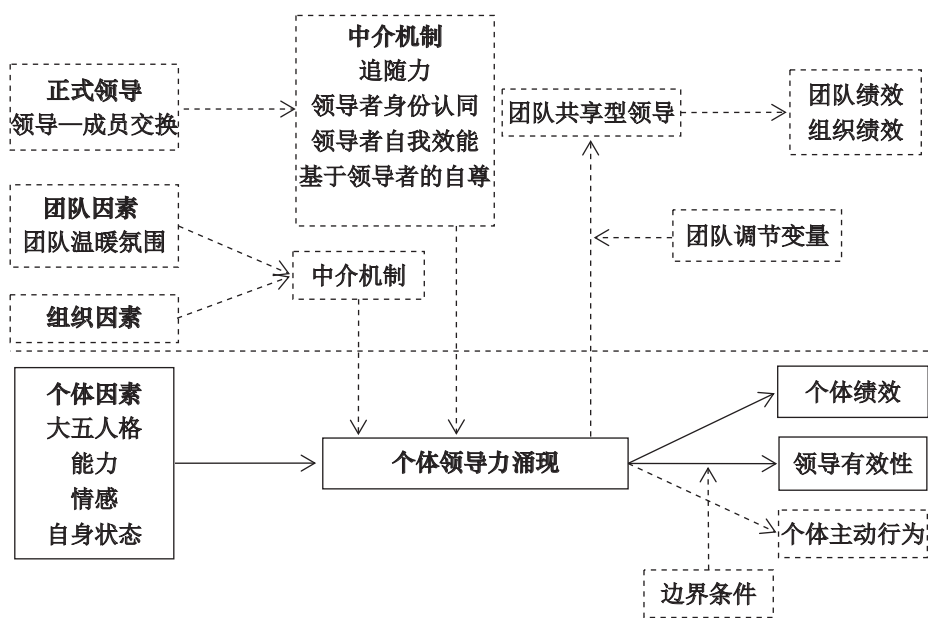 正式领导
领导—成员交换
中介机制
追随力
领导者身份认同
领导者自我效能
基于领导者的自尊
团队共享型领导
团队绩效
组织绩效
团队因素
团队温暖氛围
组织因素
中介机制
团队调节变量
个体因素
大五人格
能力
情感
自身状态
个体领导力涌现
个体绩效
领导有效性
个体主动行为
边界条件